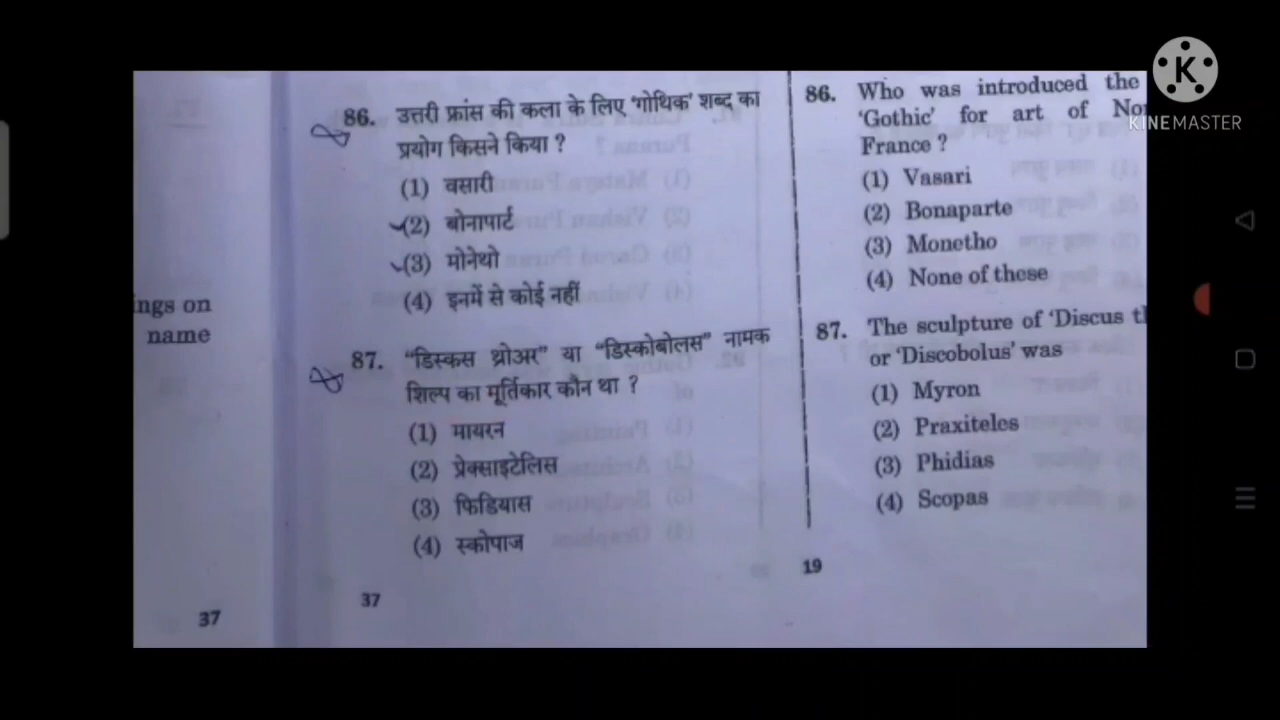 K
KINEMASTER
ings on
name
37
86. उत्तरी फ्रांस की कला के लिए 'गोथिक' शब्द का
प्रयोग किसने किया ?
(1) वसारी
(2) बोनापार्ट
(3) मोनेथो
(4) इनमें से कोई नहीं
87. "डिस्कस थ्रोअर" या "डिस्कोबोलस" नामक
शिल्प का मूर्तिकार कौन था ?
(1) मायरन
(2) प्रेक्साइटेलिस
(3) फिडियास
(4) स्कोपाज
37
86. Who was introduced the
'Gothic' for art of No
France ?
(1) Vasari
(2) Bonaparte
(3) Monetho
(4) None of these
87. The sculpture of 'Discus t
or 'Discobolus' was
(1) Myron
(2) Praxiteles
(3) Phidias
(4) Scopas
19